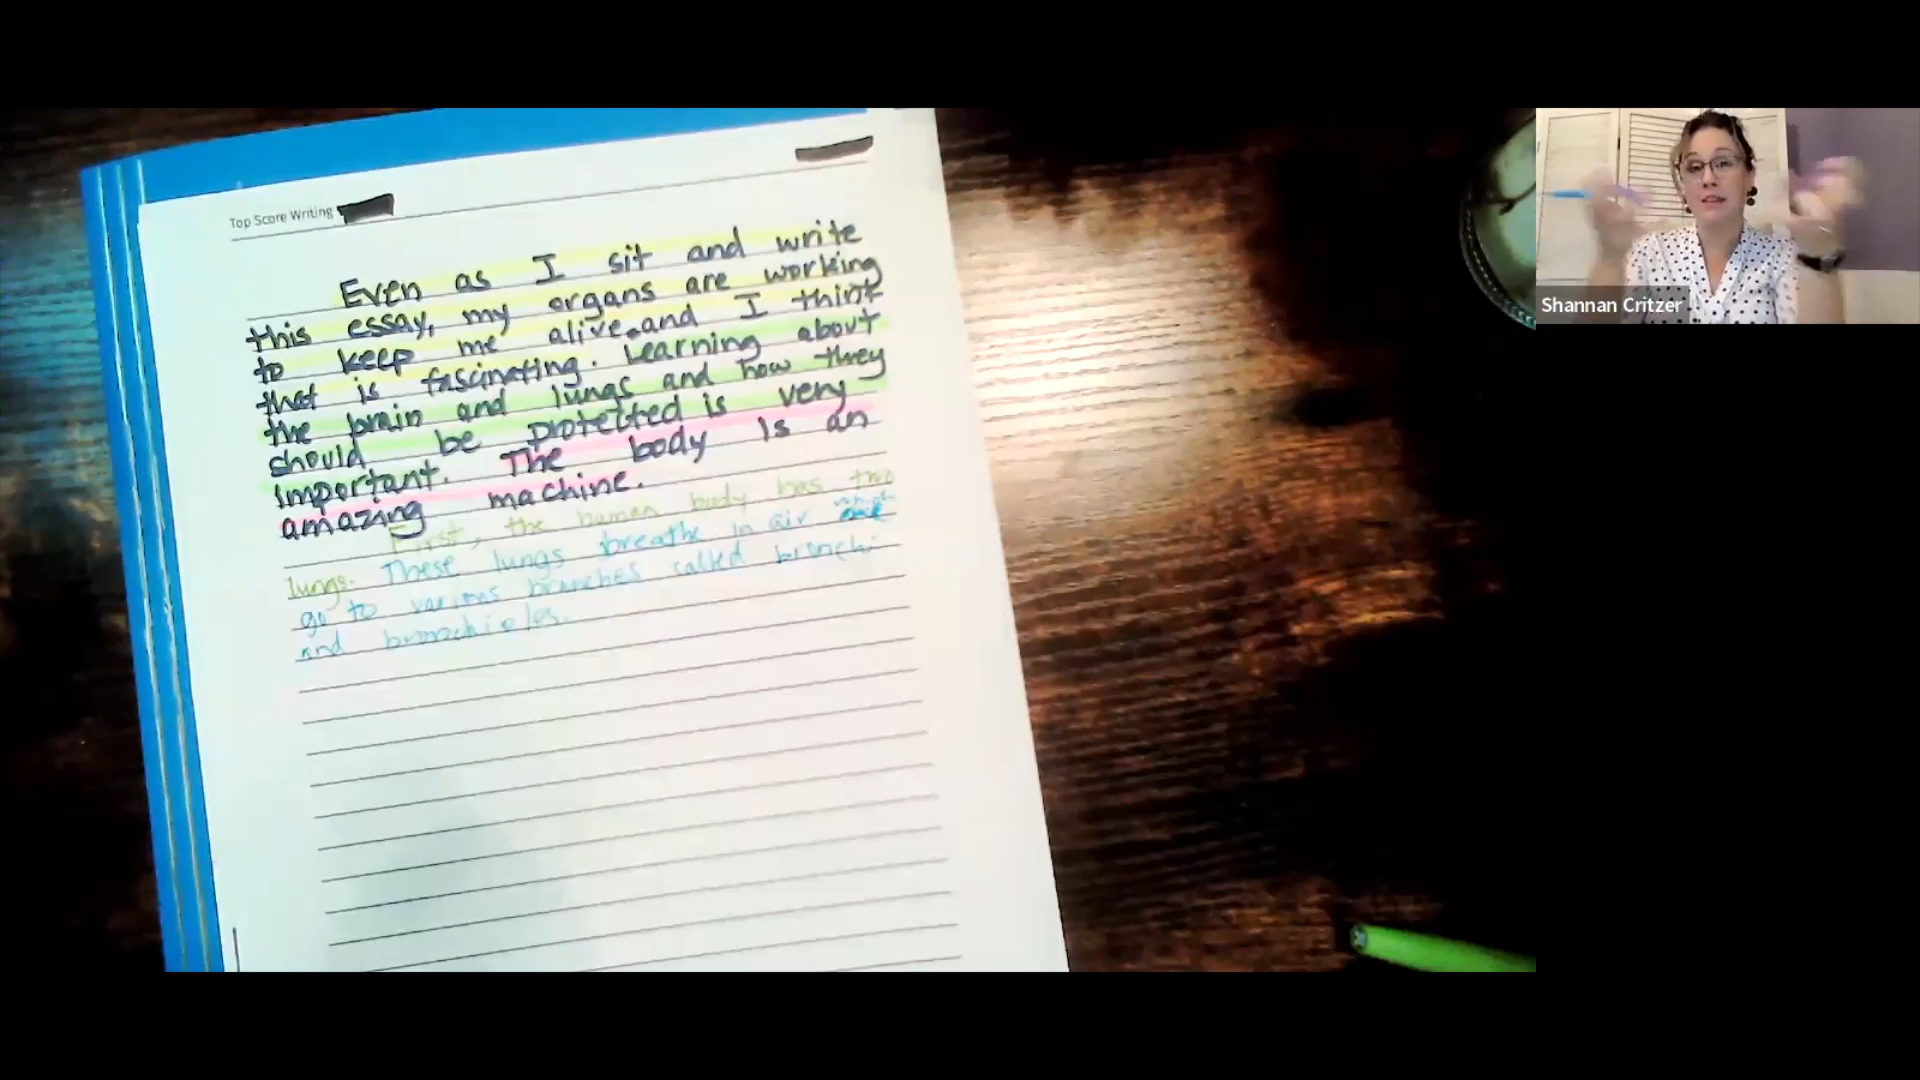 Top Score Writing
Even as I sit and write
this essay, my organs are working
to keep me alive and I think
that is fascinating. Learning about
the brain and lungs and how they
should be protected is very
important. The body is an
amazing machine.
First, the human body has two
lungs. These lungs breathe in air which
go to various branches called bronchi
and bronchioles.
Shannan Critzer